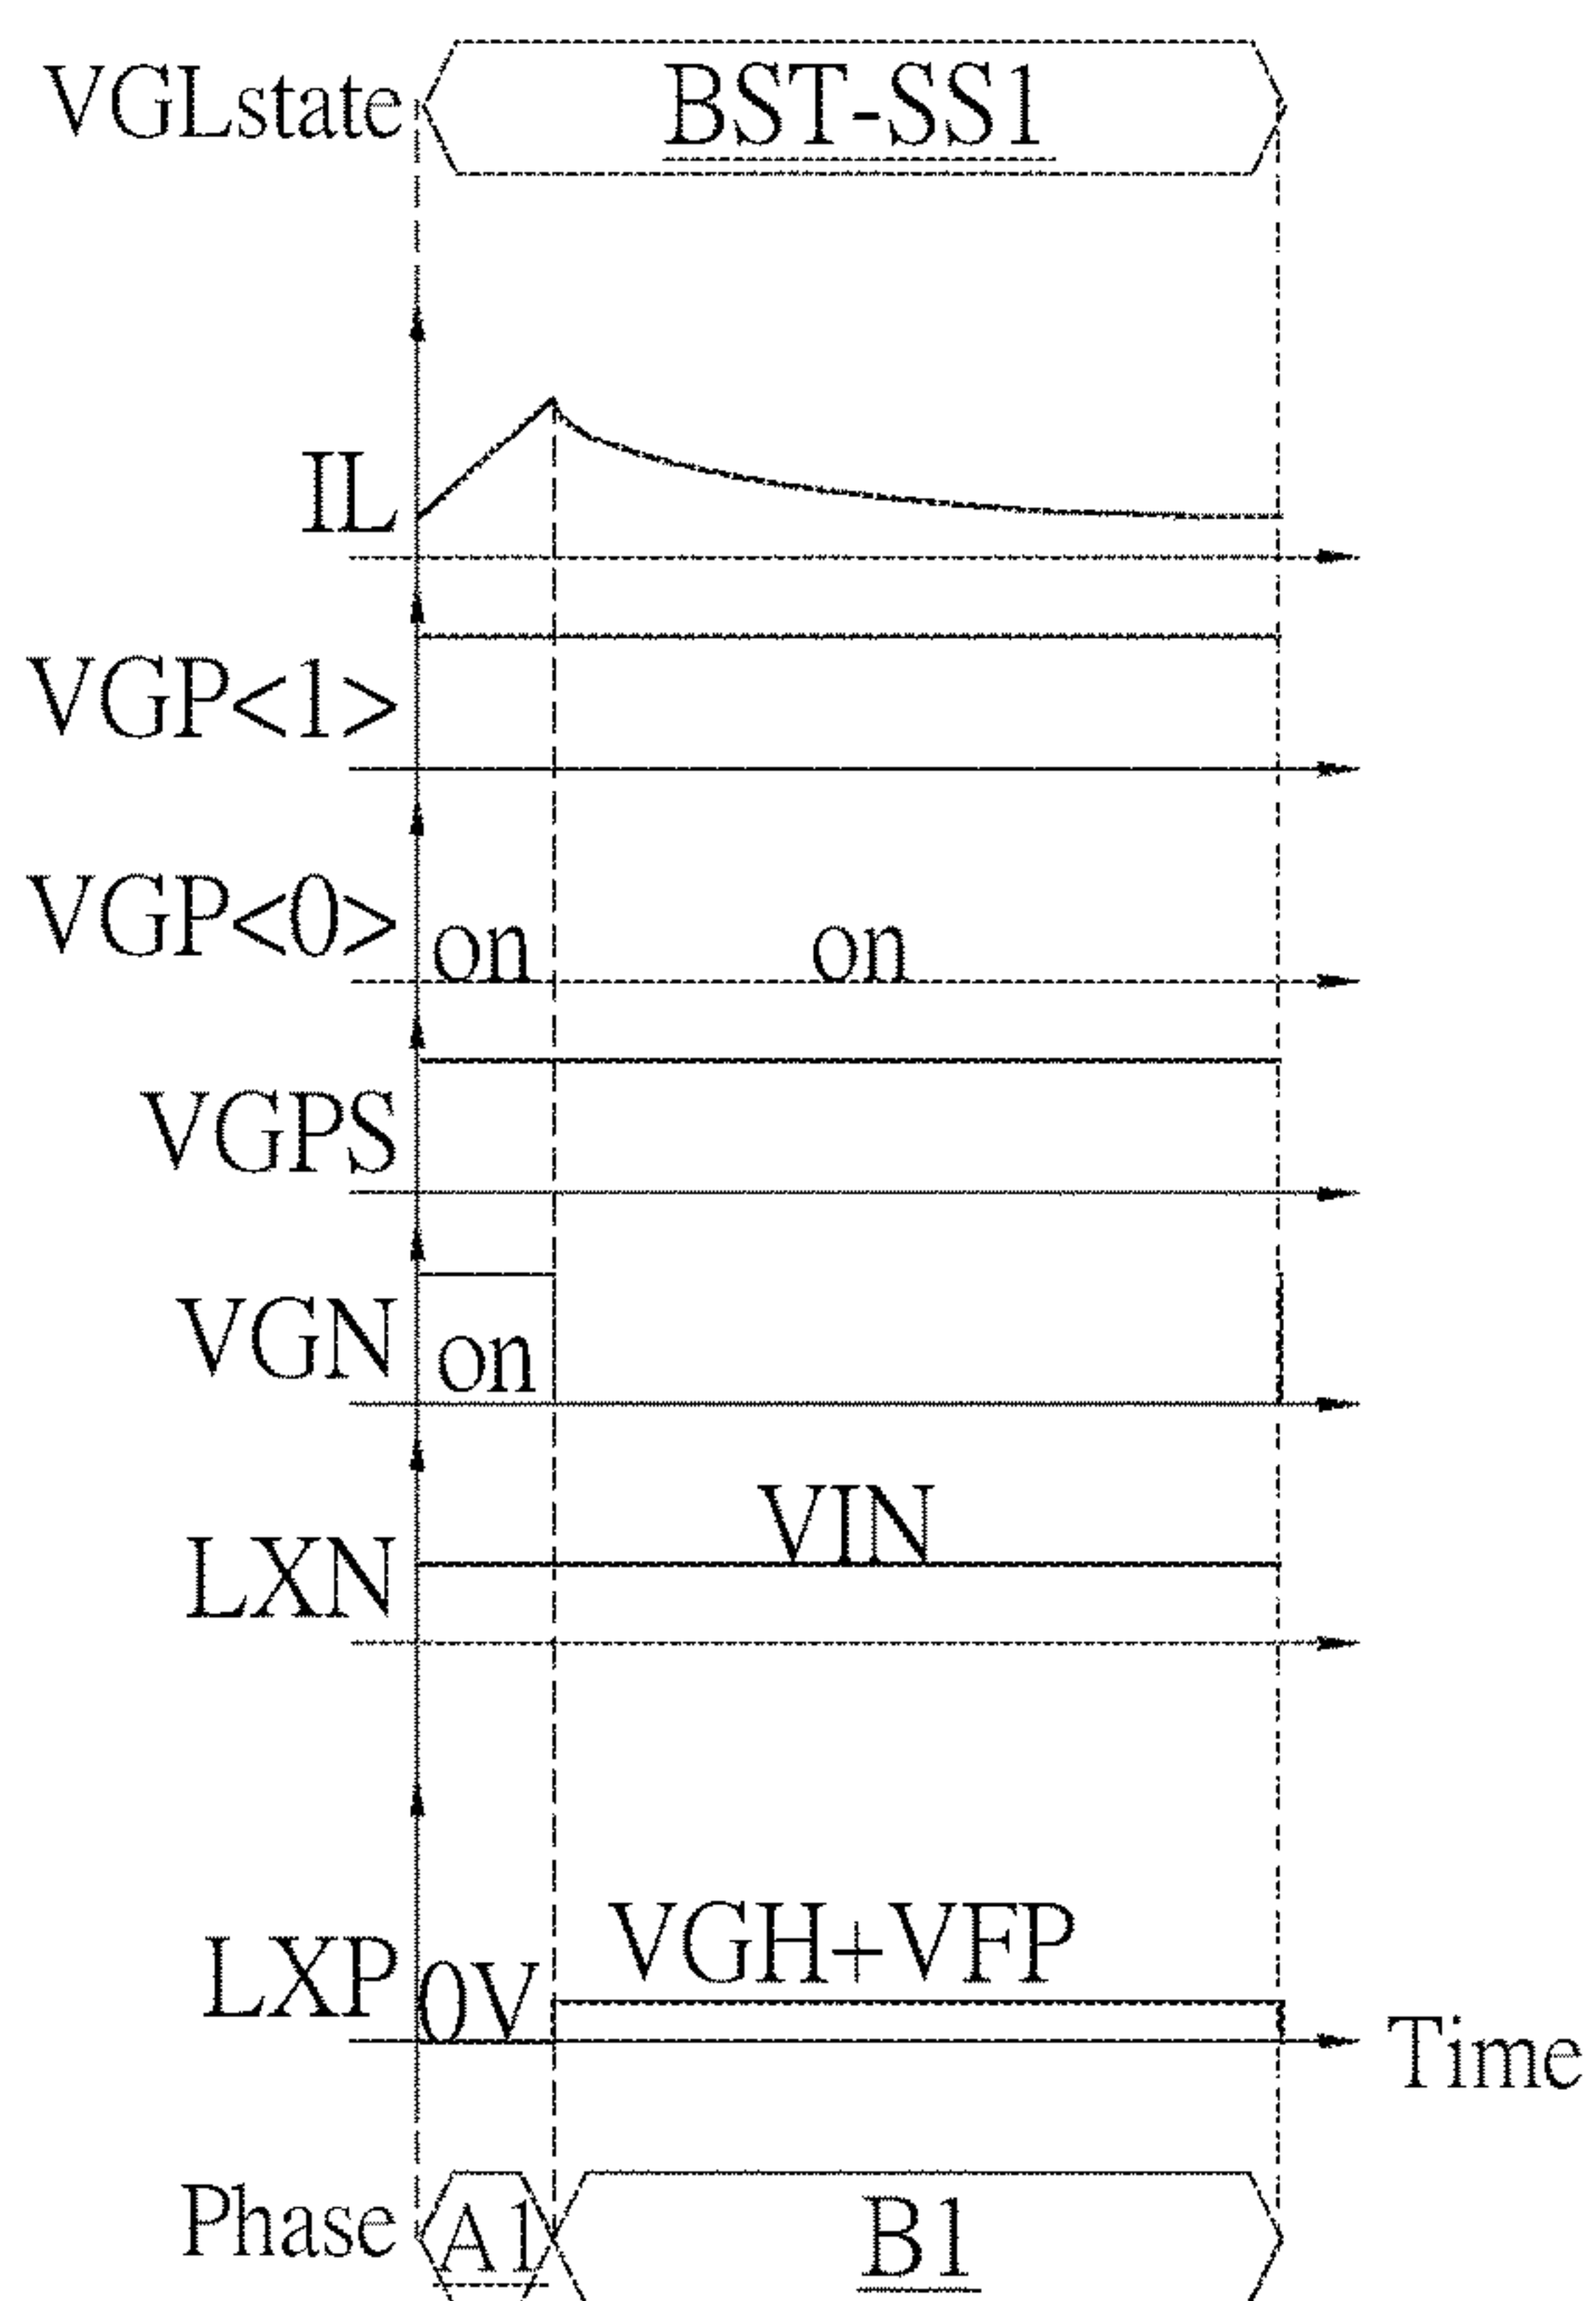 VGLstate BST-SS1
IL
VGP<1>
VGP<0> on on
VGPS
VGN on
LXN VIN
LXP 0V VGH+VFP
Time
Phase A1 B1